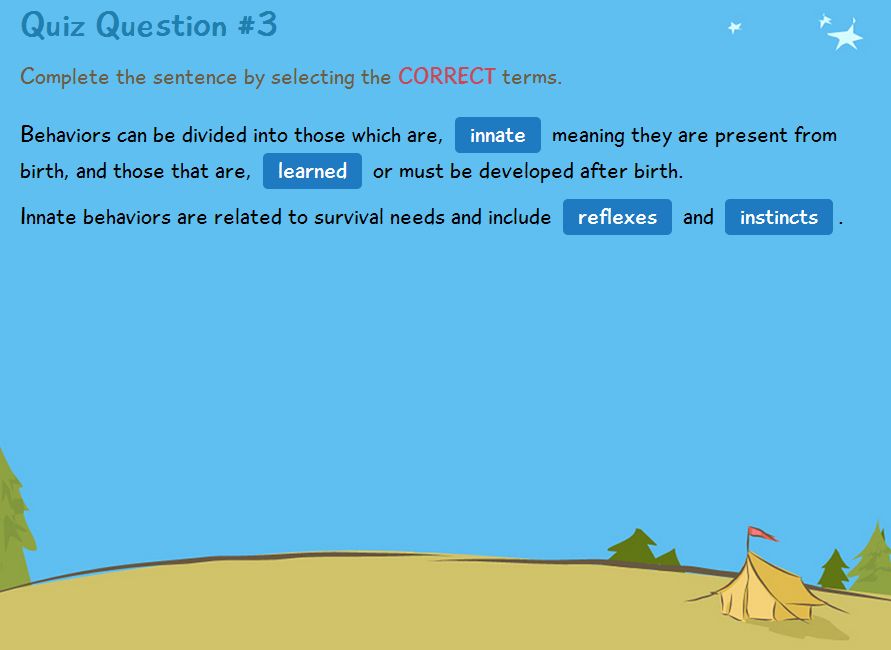 Quiz Question #3
Complete the sentence by selecting the CORRECT terms.
Behaviors can be divided into those which are, innate meaning they are present from
birth, and those that are, learned or must be developed after birth.
Innate behaviors are related to survival needs and include reflexes and instincts .